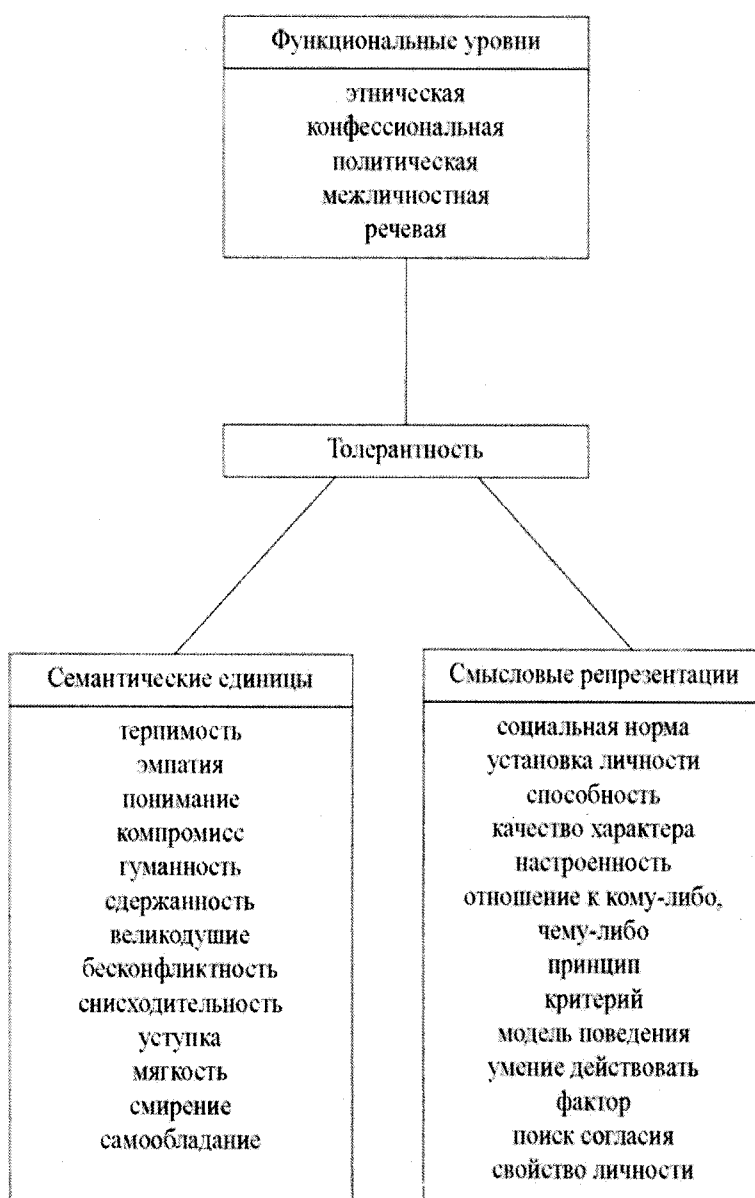 Функциональные уровни
этническая
конфессиональная
политическая
межличностная
речевая
Толерантность
Семантические единицы
терпимость
эмпатия
понимание
компромисс
гуманность
сдержанность
великодушие
бесконфликтность
снисходительность
уступка
мягкость
смирение
самообладание
Смысловые репрезентации
социальная норма
установка личности
способность
качество характера
настроенность
отношение к кому-либо,
чему-либо
принцип
критерий
модель поведения
умение действовать
фактор
поиск согласия
свойство личности